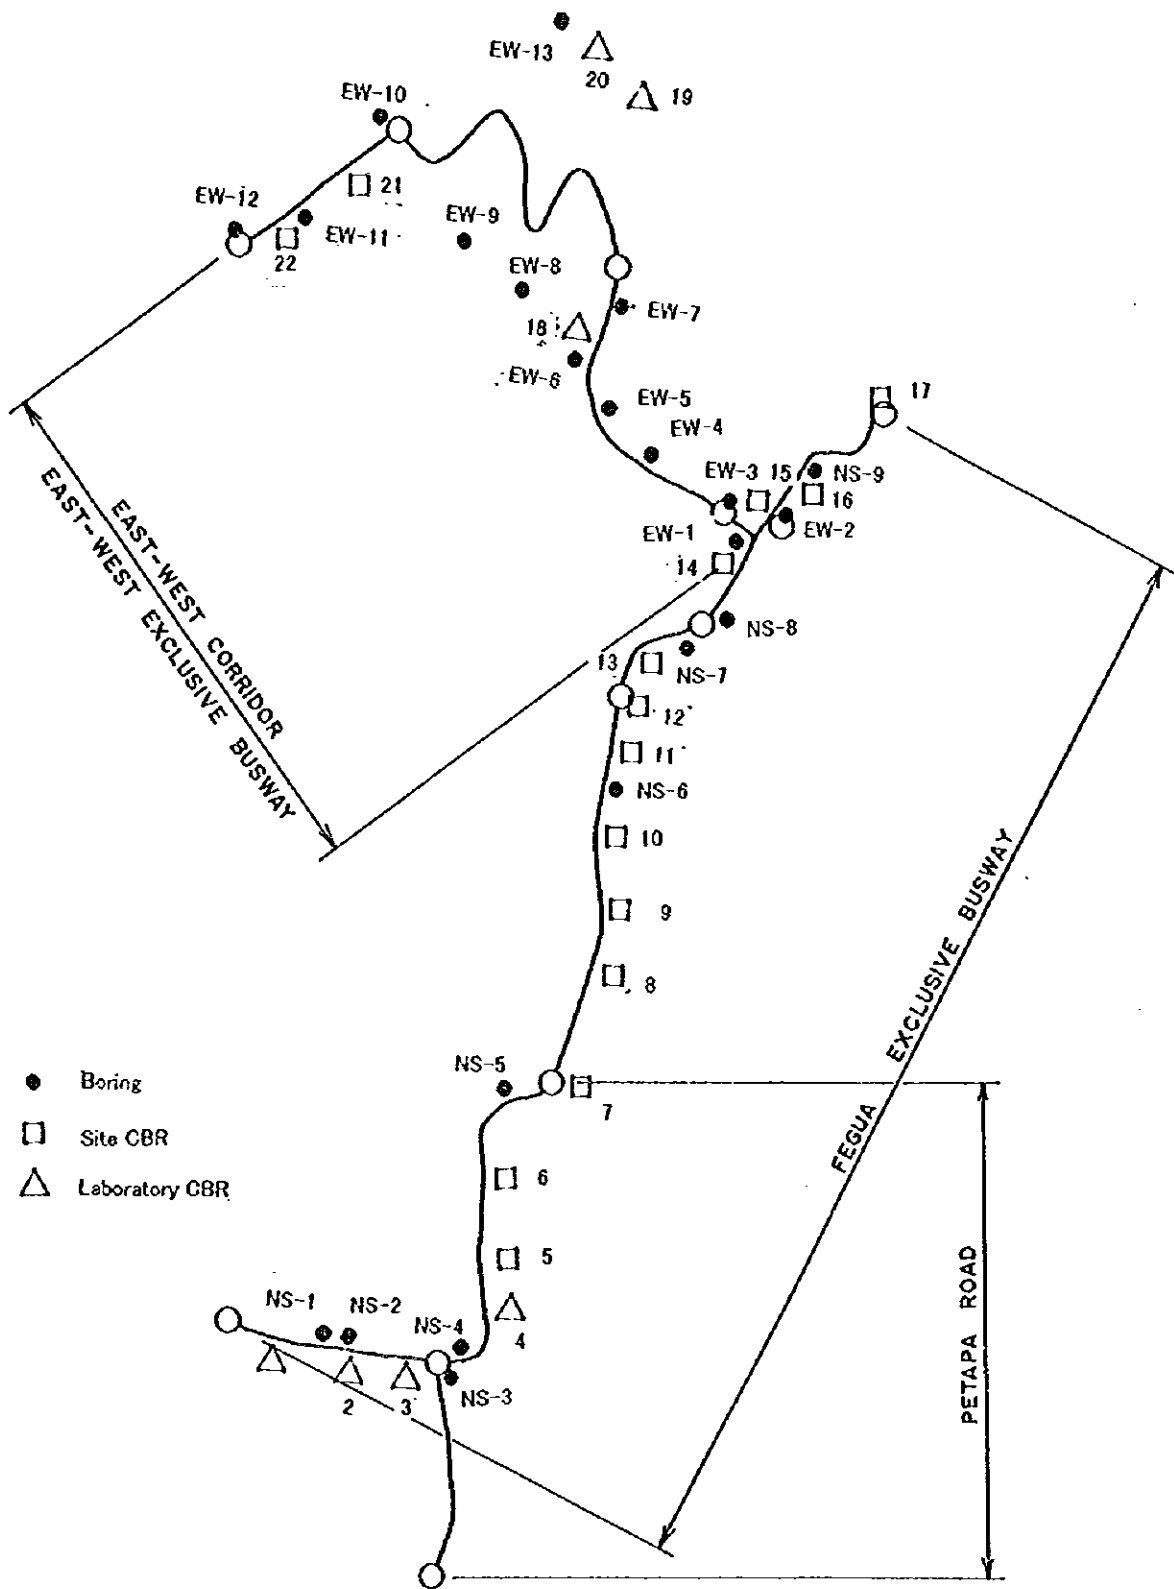 EW-13
20
19
EW-10
21
EW-12
EW-11
22
EW-9
EW-8
EW-7
18
EW-6
EW-5
EW-4
17
EW-3
15
NS-9
16
EW-2
EW-1
14
NS-8
NS-7
13
12
11
NS-6
10
9
8
EAST-WEST CORRIDOR
EAST-WEST EXCLUSIVE BUSWAY
FEGUA EXCLUSIVE BUSWAY
NS-5
7
6
5
4
Boring
Site CBR
Laboratory CBR
NS-1
NS-2
NS-4
NS-3
2
3
PETAPA ROAD